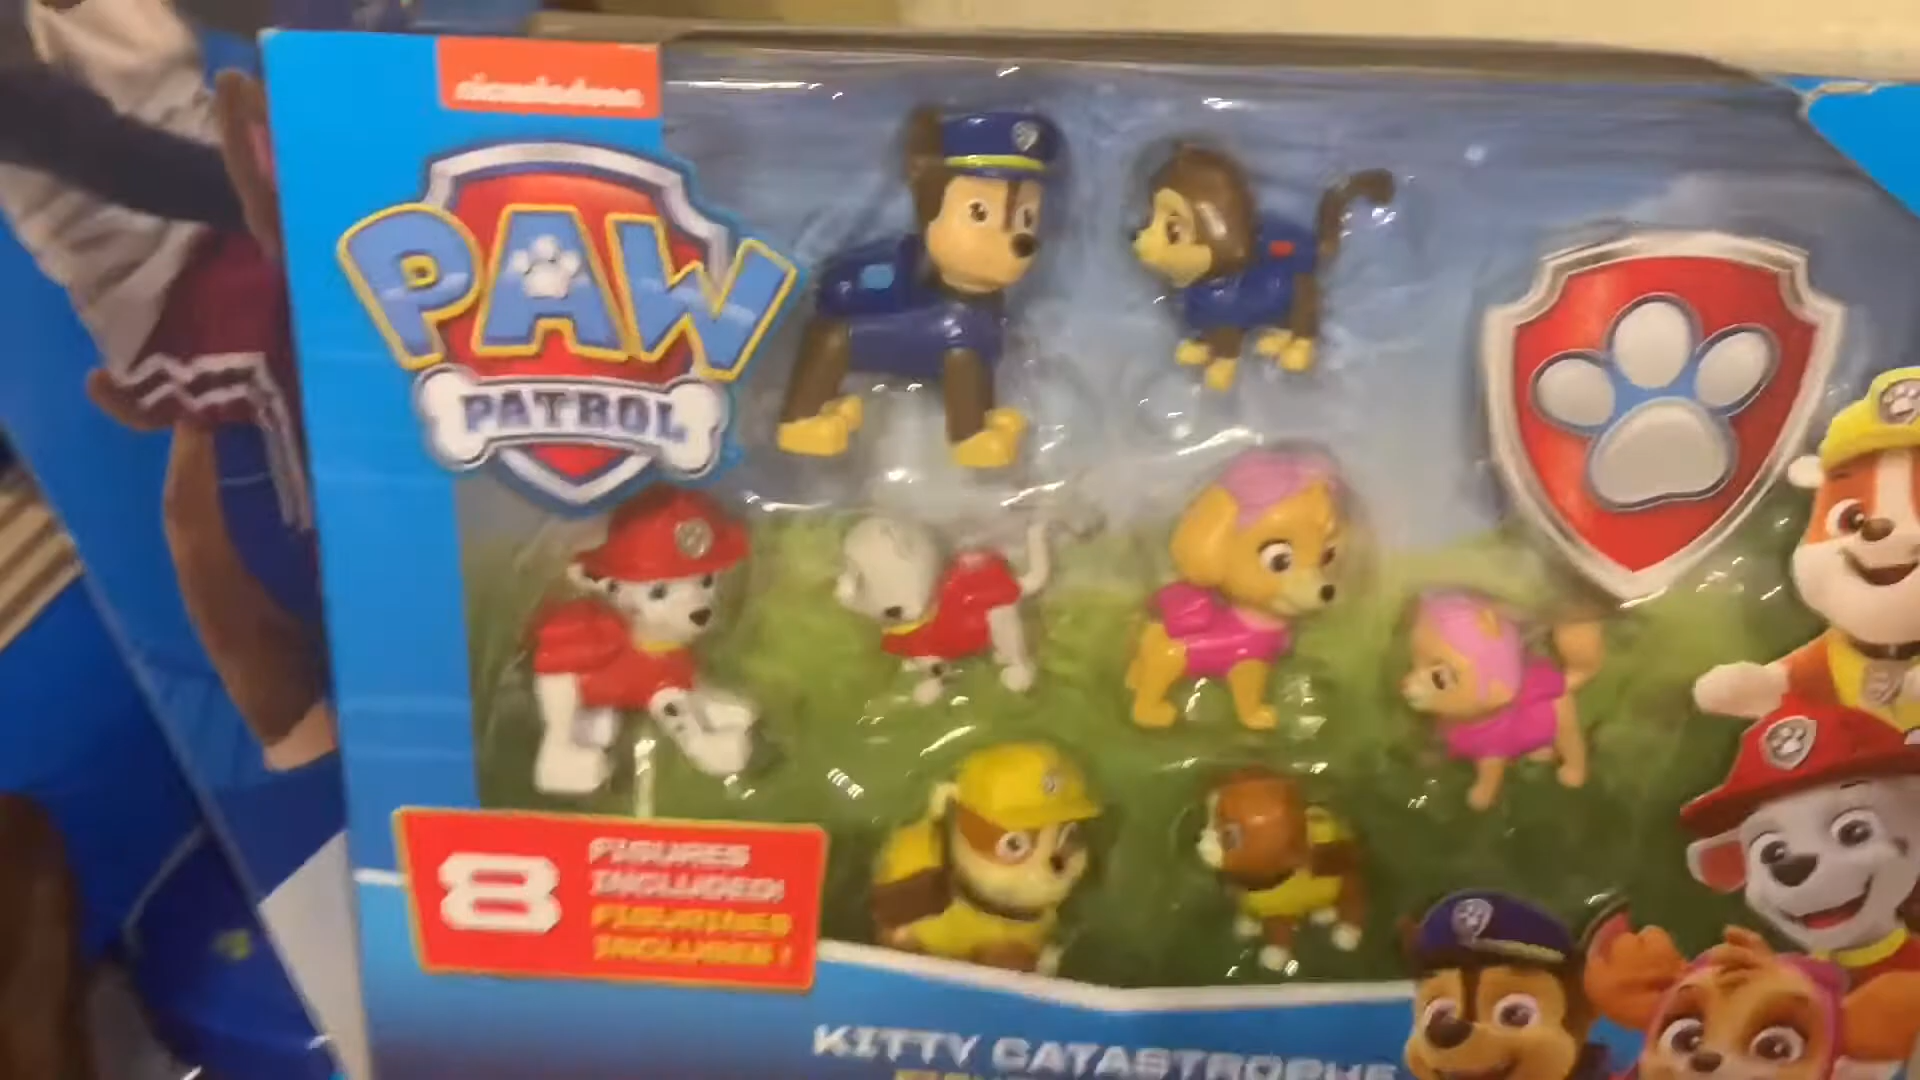 nickelodeon
PAW
PATROL
8
FIGURES
INCLUDED!
FIGURINES
INCLUSES !
KITTY CATASTROPHE